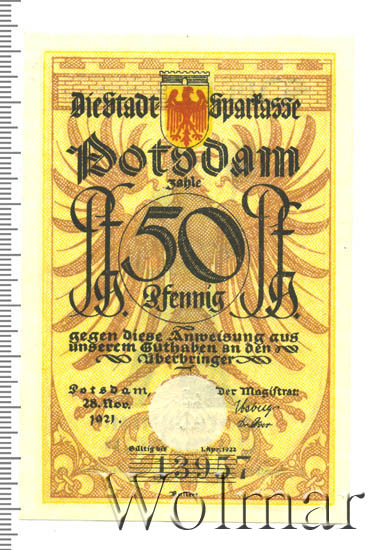 Die Stadt Sparkasse
Potsdam
zahle
Pf. 50 Pf.
Pfennig
gegen diese Anweisung aus
unserem Guthaben an den
Überbringer
Potsdam, der Magistrat
28. Nov.
1921.
Gültig bis 1. Apr. 1922
13957
Wolmar